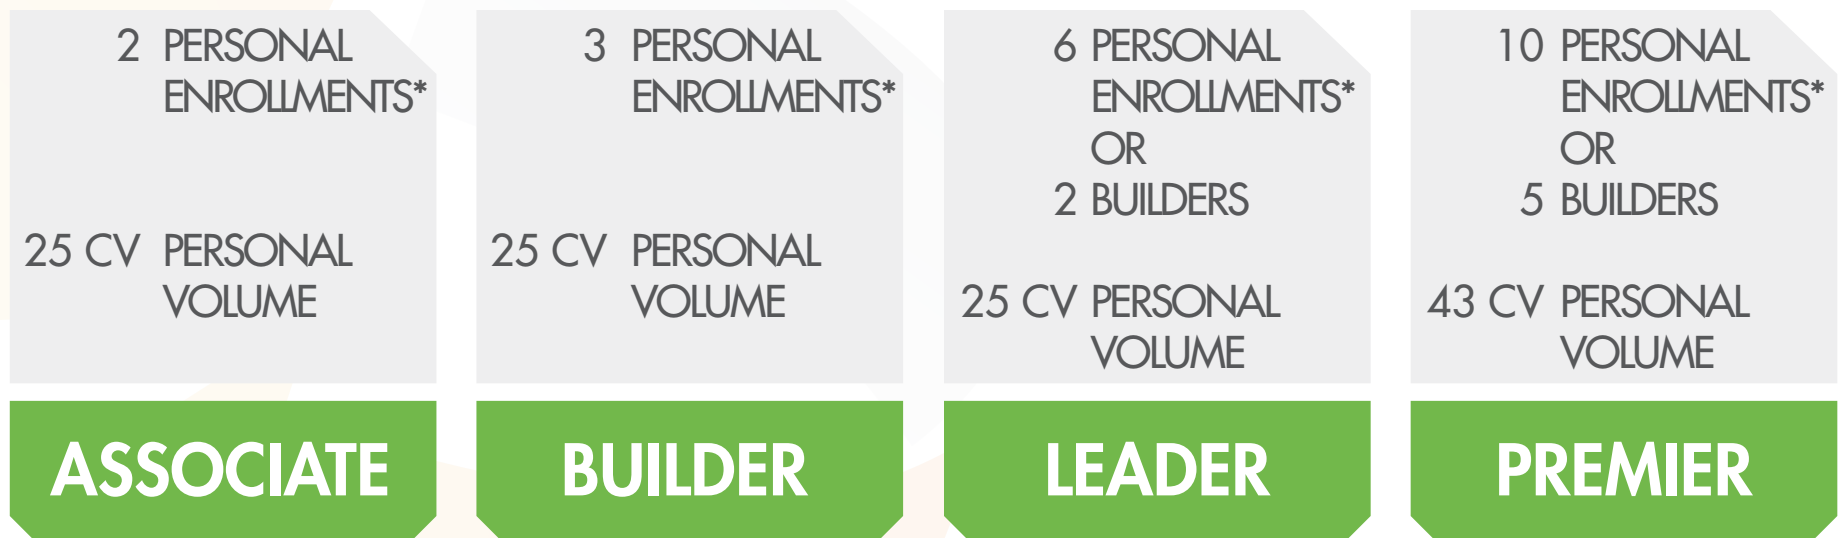 2 PERSONAL
ENROLLMENTS*
25 CV PERSONAL
VOLUME
ASSOCIATE
3 PERSONAL
ENROLLMENTS*
25 CV PERSONAL
VOLUME
BUILDER
6 PERSONAL
ENROLLMENTS*
OR
2 BUILDERS
25 CV PERSONAL
VOLUME
LEADER
10 PERSONAL
ENROLLMENTS*
OR
5 BUILDERS
43 CV PERSONAL
VOLUME
PREMIER